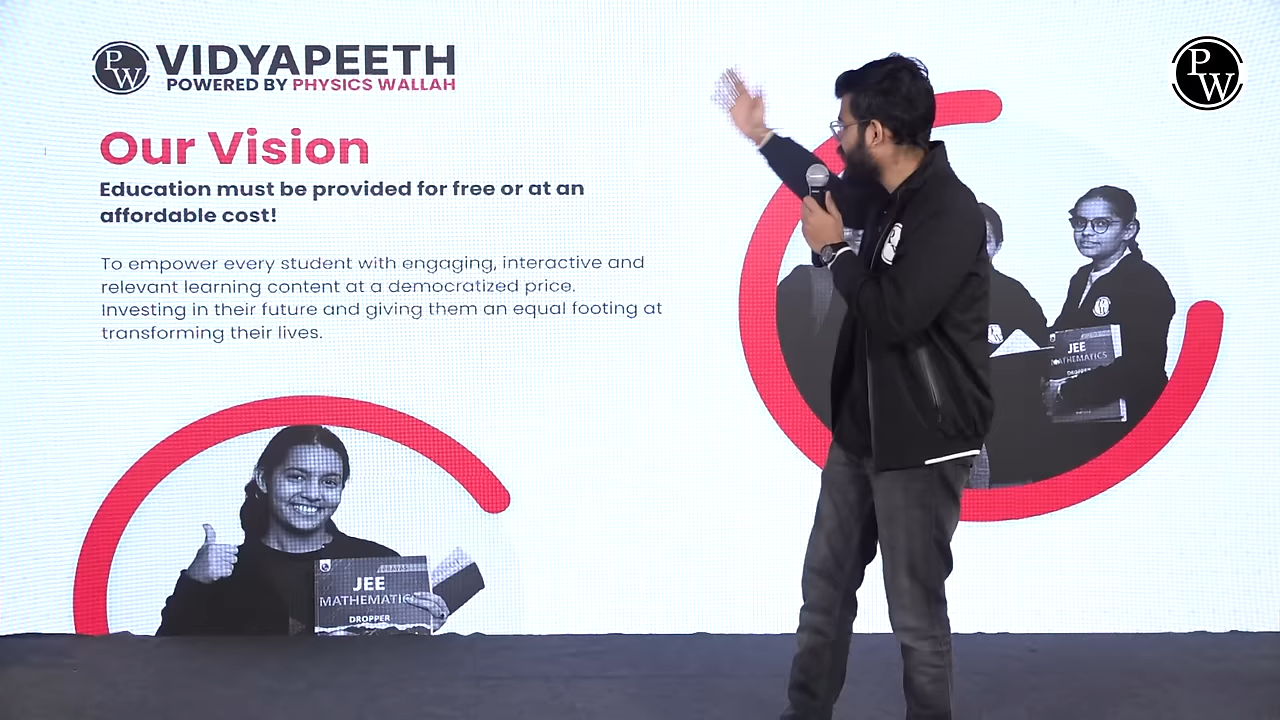 PW VIDYAPEETH
POWERED BY PHYSICS WALLAH
PW
Our Vision
Education must be provided for free or at an
affordable cost!
To empower every student with engaging, interactive and
relevant learning content at a democratized price.
Investing in their future and giving them an equal footing at
transforming their lives.
JEE
MATHEMATICS
DROPPER
JEE
MATHEMATIC
DROPPER